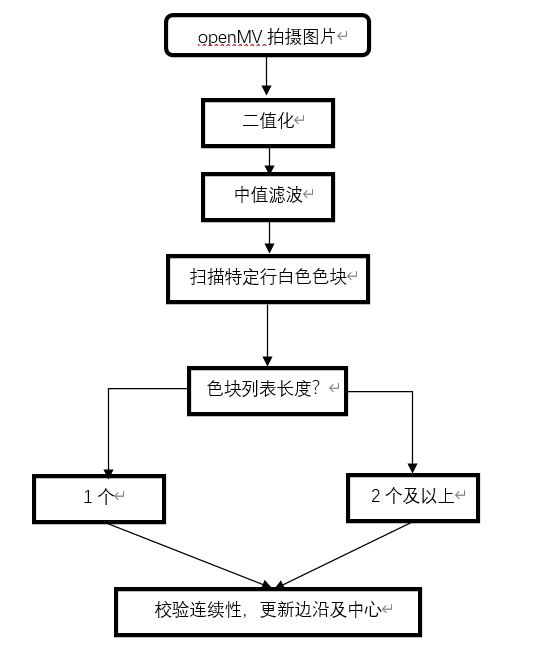 openMV 拍摄图片
二值化
中值滤波
扫描特定行白色色块
色块列表长度?
1 个
2 个及以上
校验连续性，更新边沿及中心